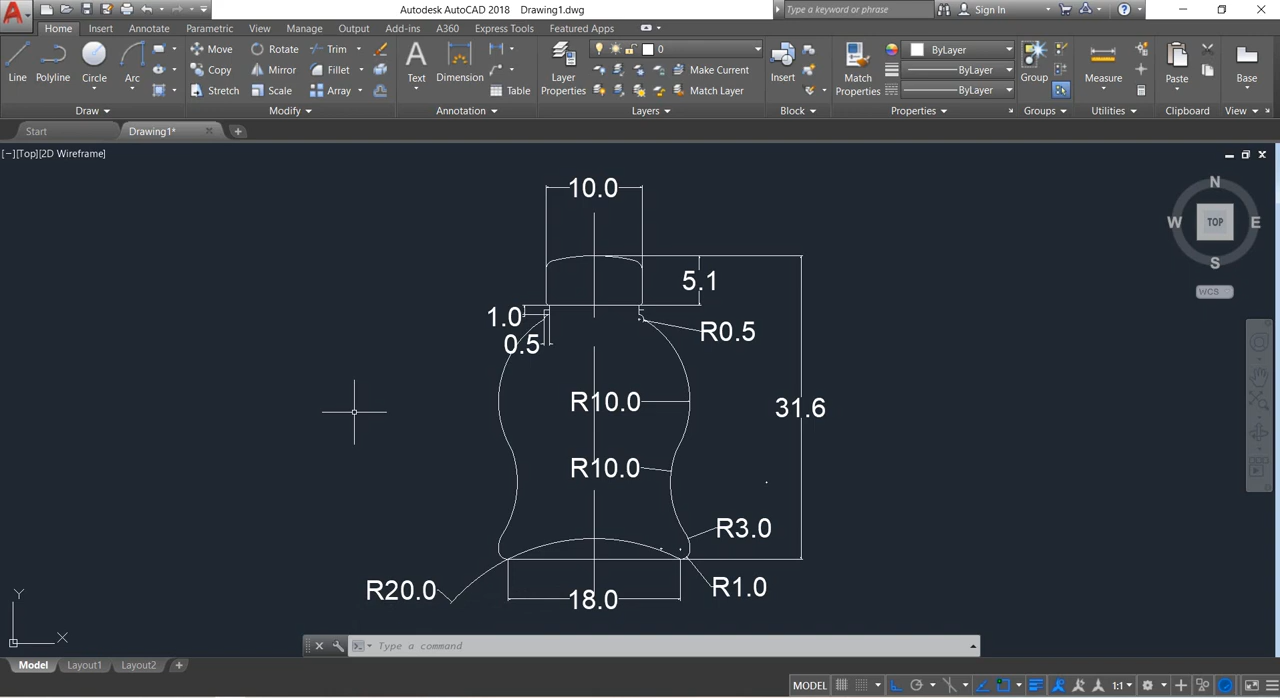 Autodesk AutoCAD 2018 Drawing1.dwg
Type a keyword or phrase
Sign In
Home Insert Annotate Parametric View Manage Output Add-ins A360 Express Tools Featured Apps
Line
Polyline
Circle
Arc
Draw
Move
Rotate
Trim
Copy
Mirror
Fillet
Stretch
Scale
Array
Modify
Text
Dimension
Table
Annotation
Layer
Properties
0
Make Current
Match Layer
Layers
Insert
Block
Match
Properties
ByLayer
ByLayer
ByLayer
Properties
Group
Groups
Measure
Utilities
Paste
Clipboard
Base
View
Start Drawing1*
[−][Top][2D Wireframe]
N
W TOP E
S
WCS
10.0
5.1
1.0
R0.5
0.5
R10.0
31.6
R10.0
R3.0
R20.0
18.0
R1.0
Y
X
Type a command
Model Layout1 Layout2
MODEL 1:1